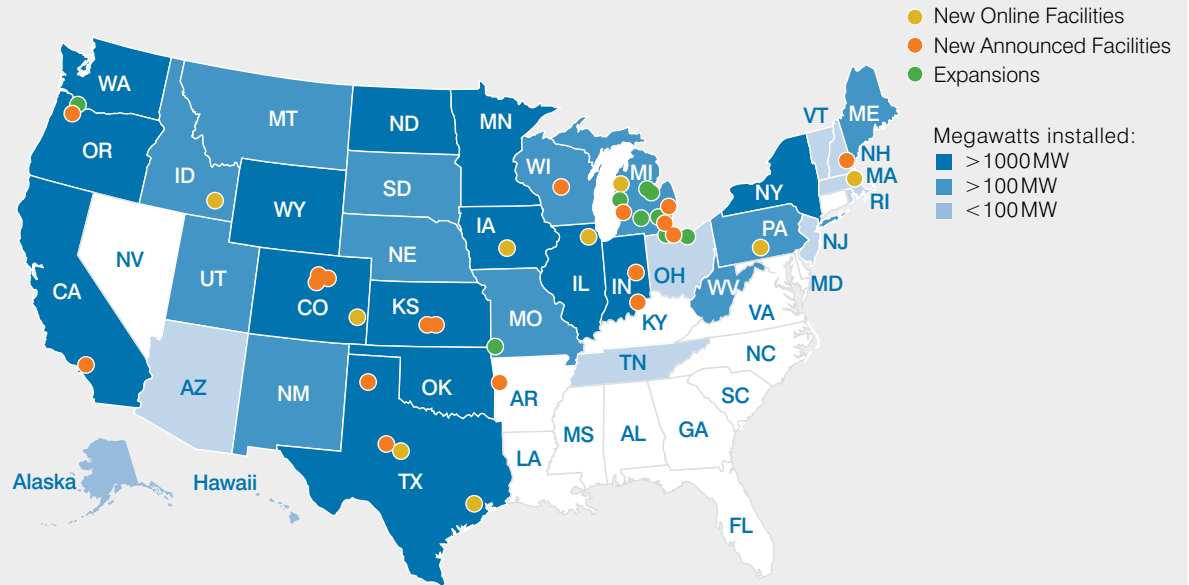 New Online Facilities
New Announced Facilities
Expansions
Megawatts installed:
>1000MW
>100MW
<100MW
WA
MT
ND
MN
VT
ME
OR
ID
SD
WI
MI
NH
MA
WY
NY
RI
IA
NE
PA
NJ
NV
UT
CO
KS
IL
IN
OH
MD
CA
MO
WV
VA
KY
AZ
NM
OK
TN
NC
AR
SC
MS
AL
GA
LA
TX
Alaska
Hawaii
FL